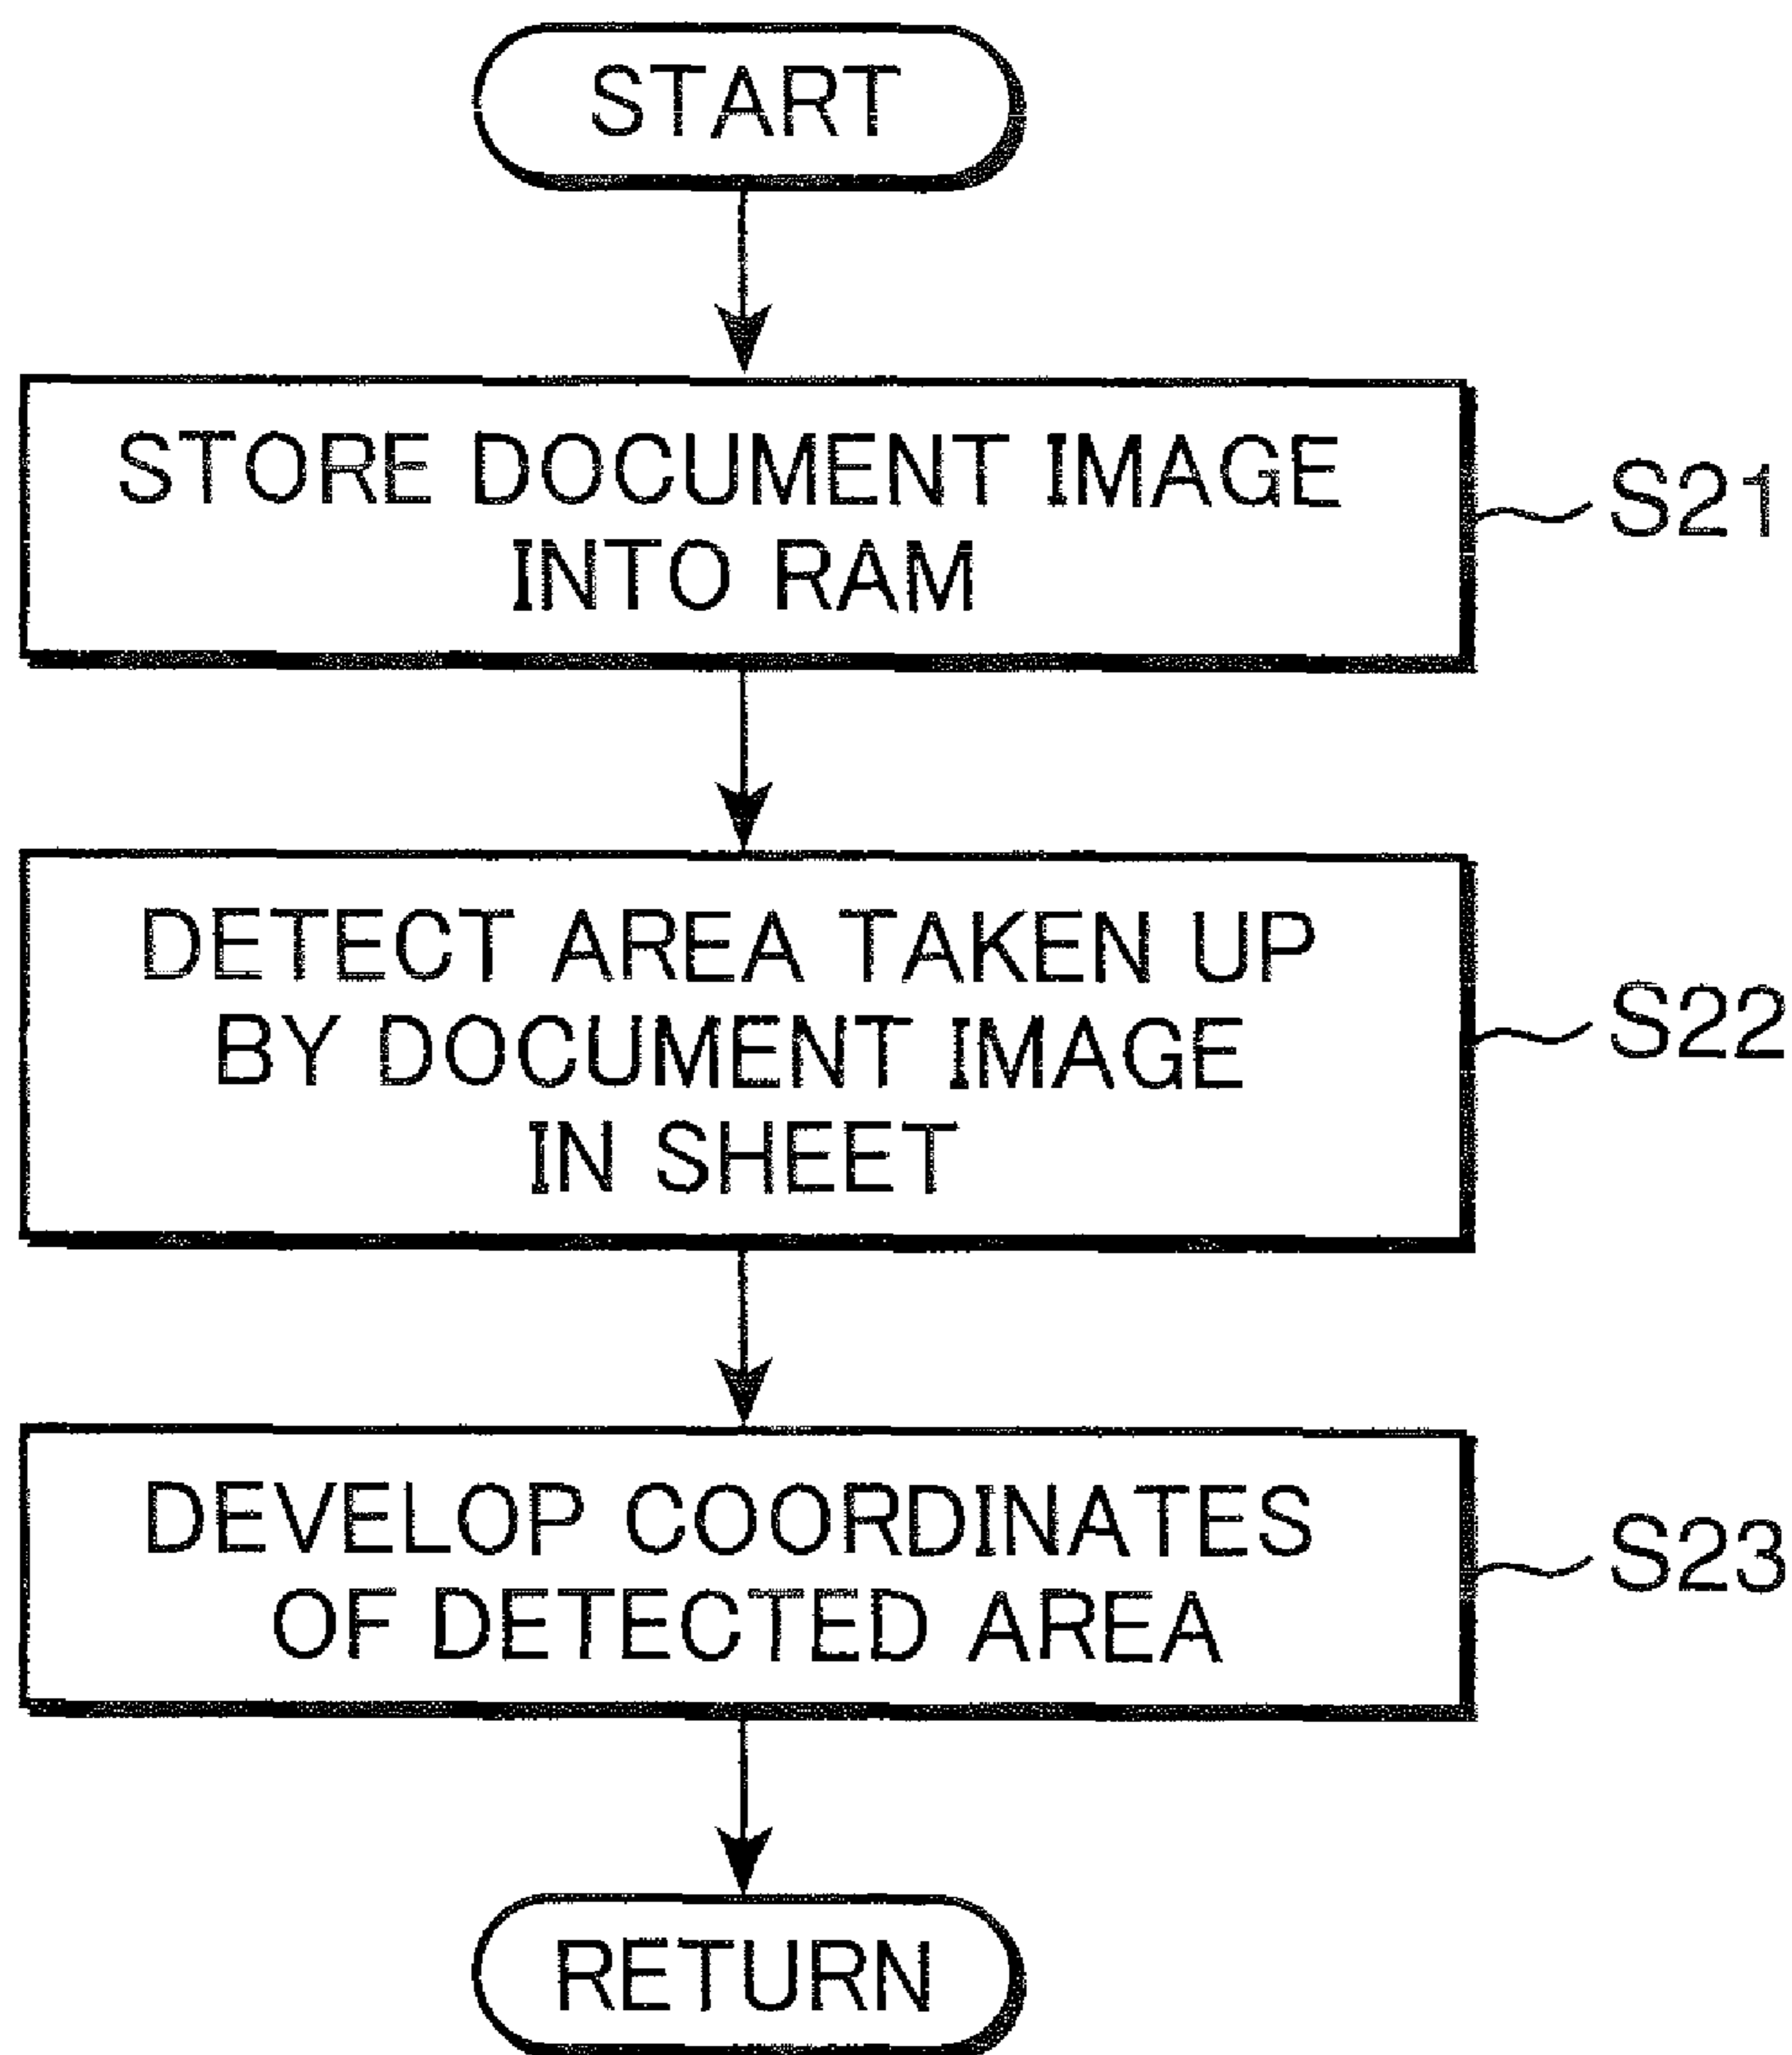 START
STORE DOCUMENT IMAGE
INTO RAM
S21
DETECT AREA TAKEN UP
BY DOCUMENT IMAGE
IN SHEET
S22
DEVELOP COORDINATES
OF DETECTED AREA
S23
RETURN